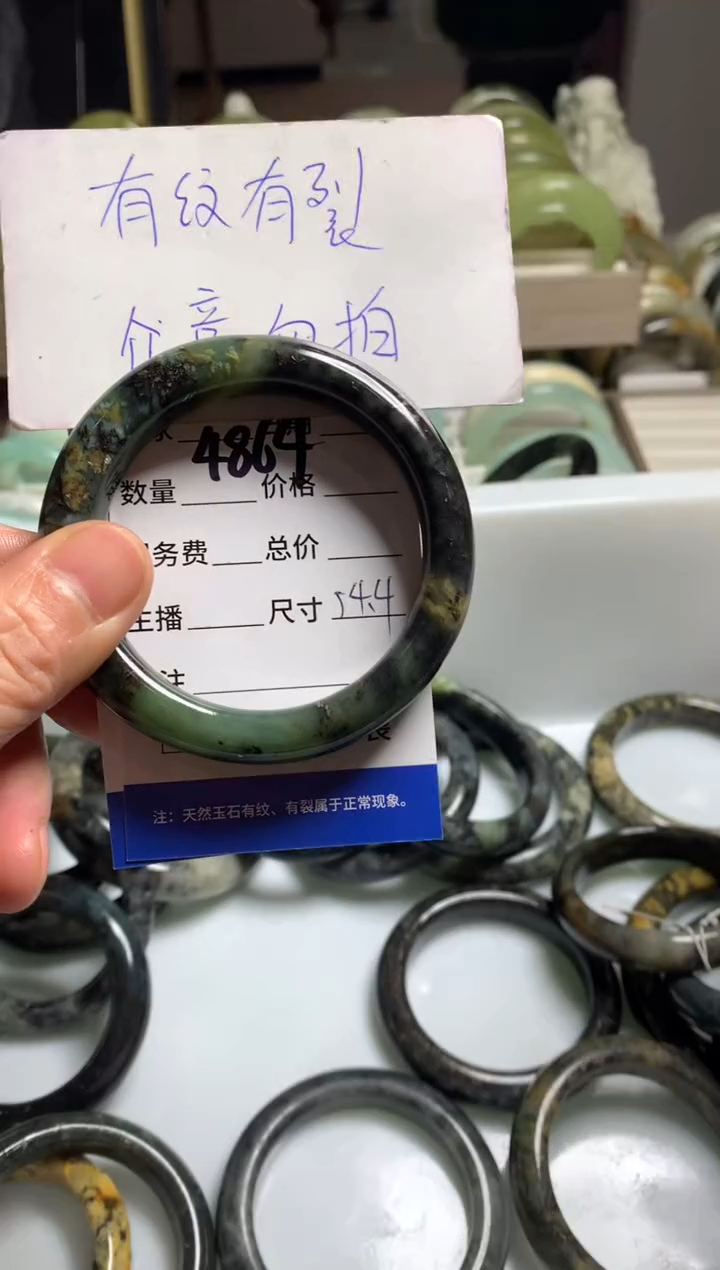 有纹有裂
介意勿拍
4864
数量 价格
务费 总价
主播 尺寸 54.4
注
注：天然玉石有纹、有裂属于正常现象。